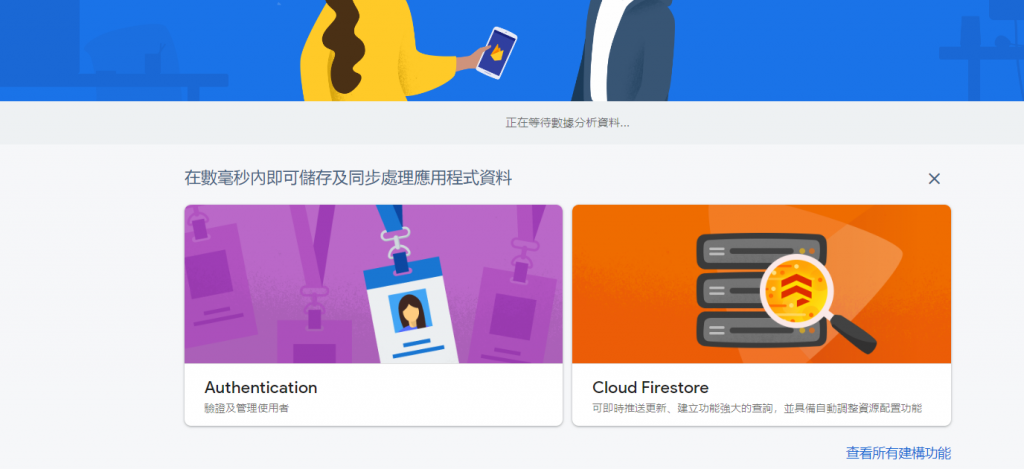 正在等待數據分析資料...
在數毫秒內即可儲存及同步處理應用程式資料
Authentication
驗證及管理使用者
Cloud Firestore
可即時推送更新、建立功能強大的查詢，並具備自動調整資源配置功能
查看所有建構功能